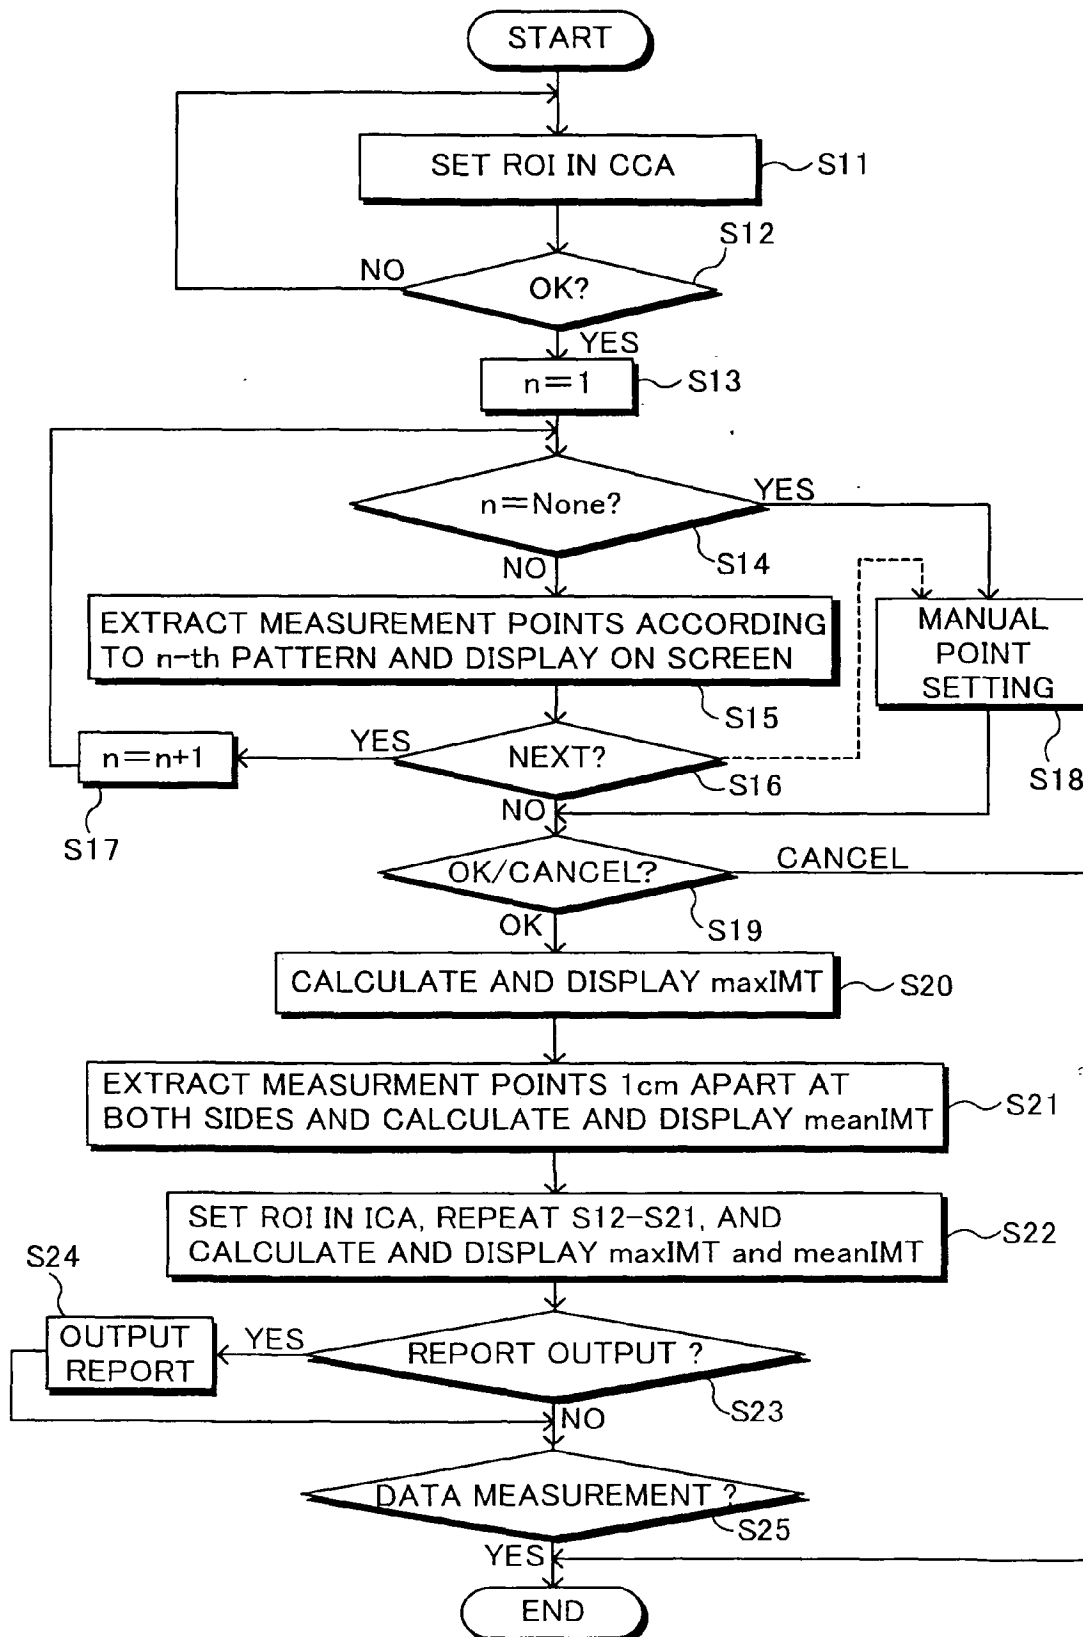 START
SET ROI IN CCA
S11
S12
NO
OK?
YES
n=1
S13
n=None?
YES
S14
NO
EXTRACT MEASUREMENT POINTS ACCORDING
TO n-th PATTERN AND DISPLAY ON SCREEN
MANUAL
POINT
SETTING
S15
S18
n=n+1
YES
NEXT?
S16
S17
NO
OK/CANCEL?
CANCEL
S19
OK
CALCULATE AND DISPLAY maxIMT
S20
EXTRACT MEASURMENT POINTS 1cm APART AT
BOTH SIDES AND CALCULATE AND DISPLAY meanIMT
S21
SET ROI IN ICA, REPEAT S12-S21, AND
CALCULATE AND DISPLAY maxIMT and meanIMT
S22
S24
OUTPUT
REPORT
YES
REPORT OUTPUT ?
S23
NO
DATA MEASUREMENT ?
S25
YES
END